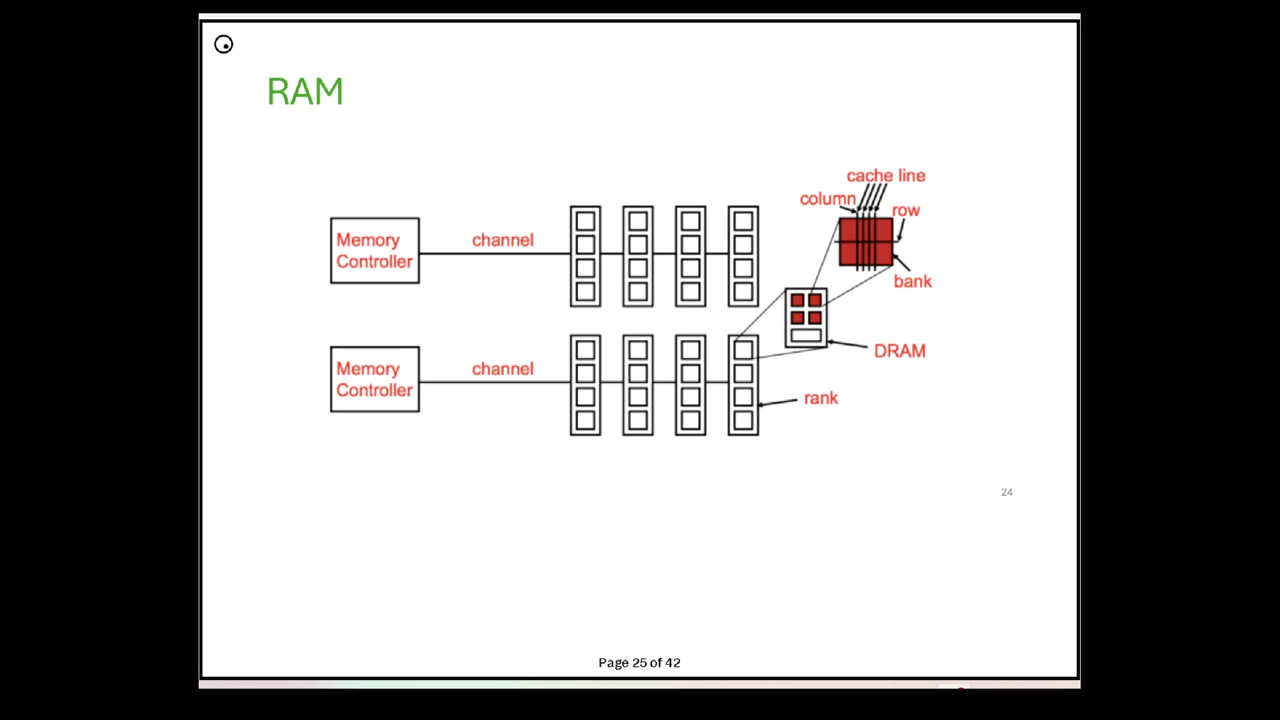 RAM
cache line
column
row
Memory
Controller
channel
bank
DRAM
Memory
Controller
channel
rank
24
Page 25 of 42